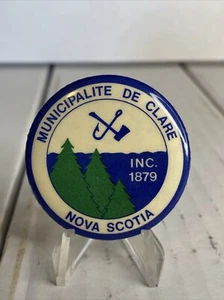 MUNICIPALITE DE CLARE
INC.
1879
NOVA SCOTIA